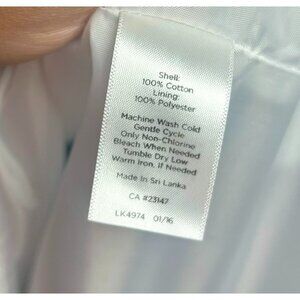 Shell:
100% Cotton
Lining:
100% Polyester
Machine Wash Cold
Gentle Cycle
Only Non-Chlorine
Bleach When Needed
Tumble Dry Low
Warm Iron, If Needed
Made In Sri Lanka
CA #23147
LK4974 01/16